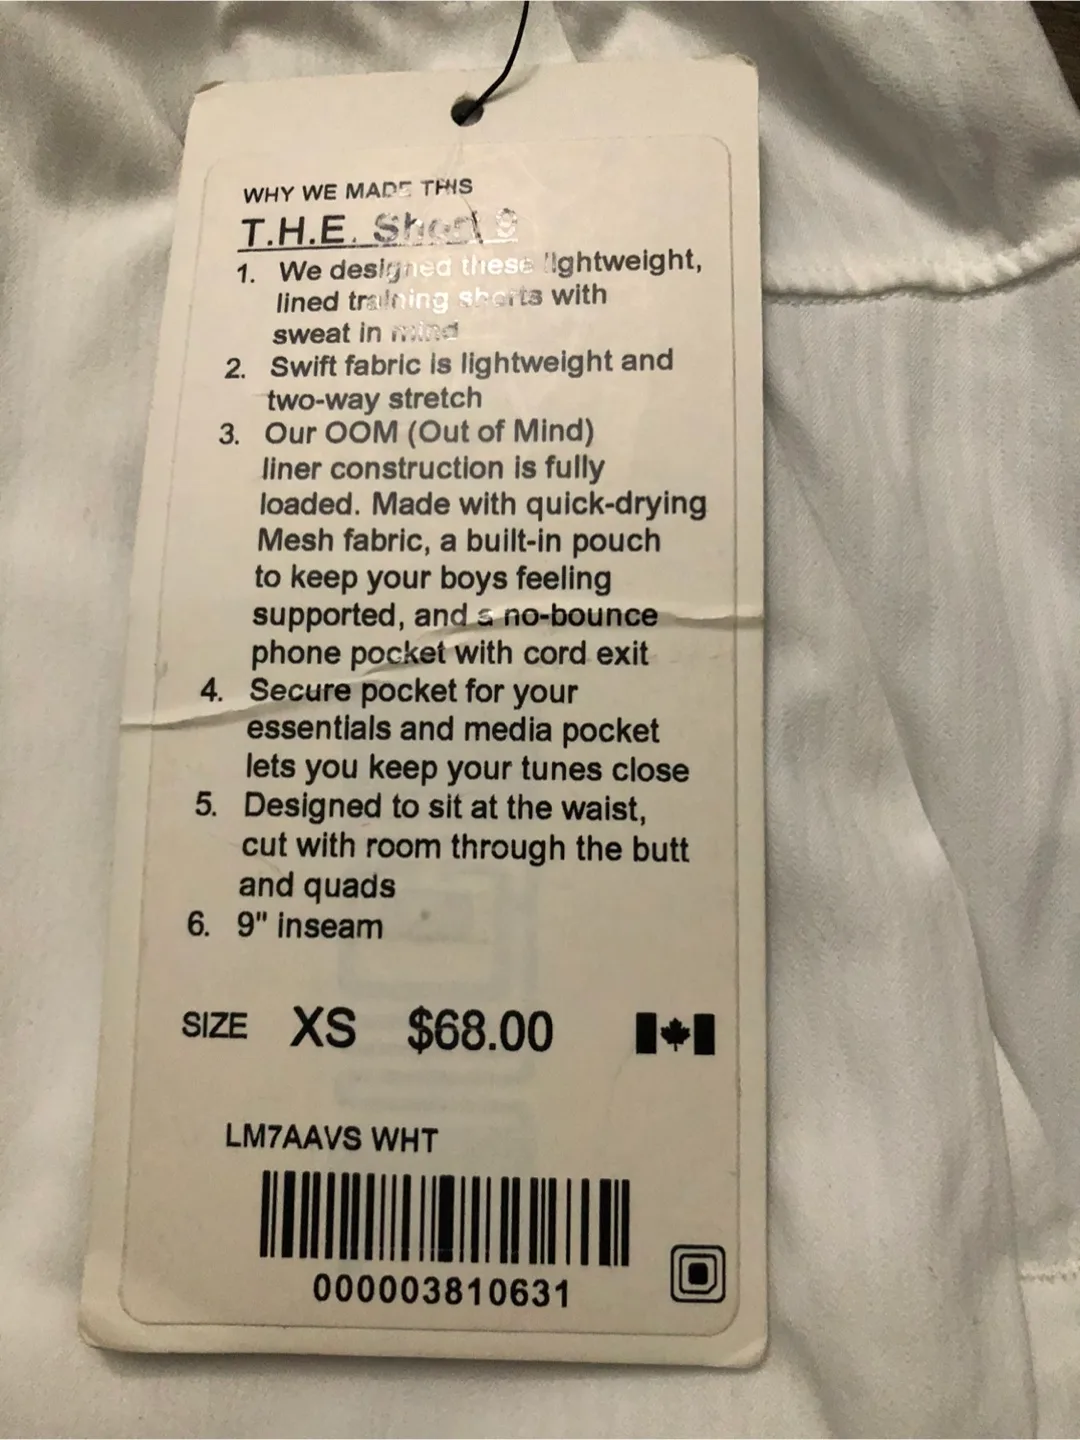 WHY WE MADE THIS
T.H.E. Short 9
1. We designed these lightweight,
lined training shorts with
sweat in mind
2. Swift fabric is lightweight and
two-way stretch
3. Our OOM (Out of Mind)
liner construction is fully
loaded. Made with quick-drying
Mesh fabric, a built-in pouch
to keep your boys feeling
supported, and a no-bounce
phone pocket with cord exit
4. Secure pocket for your
essentials and media pocket
lets you keep your tunes close
5. Designed to sit at the waist,
cut with room through the butt
and quads
6. 9" inseam
SIZE XS $68.00
LM7AAVS WHT
000003810631